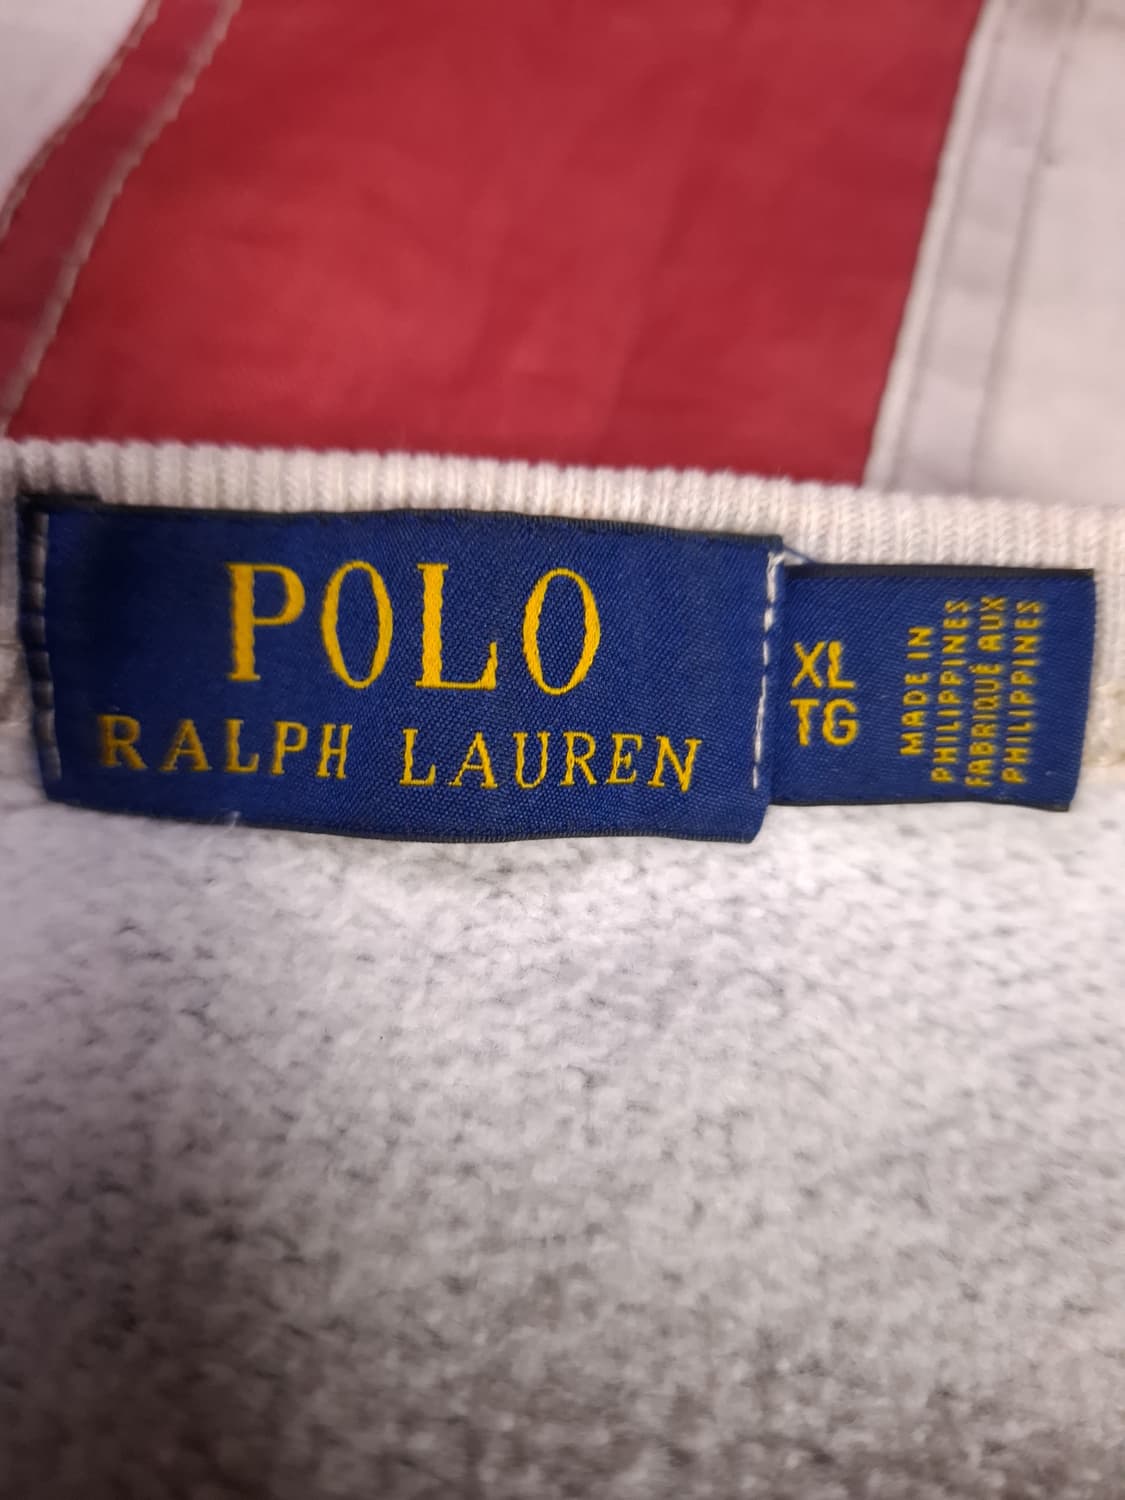 POLO
RALPH LAUREN
XL
TG
MADE IN
PHILIPPINES
FABRIQUÉ AUX
PHILIPPINES